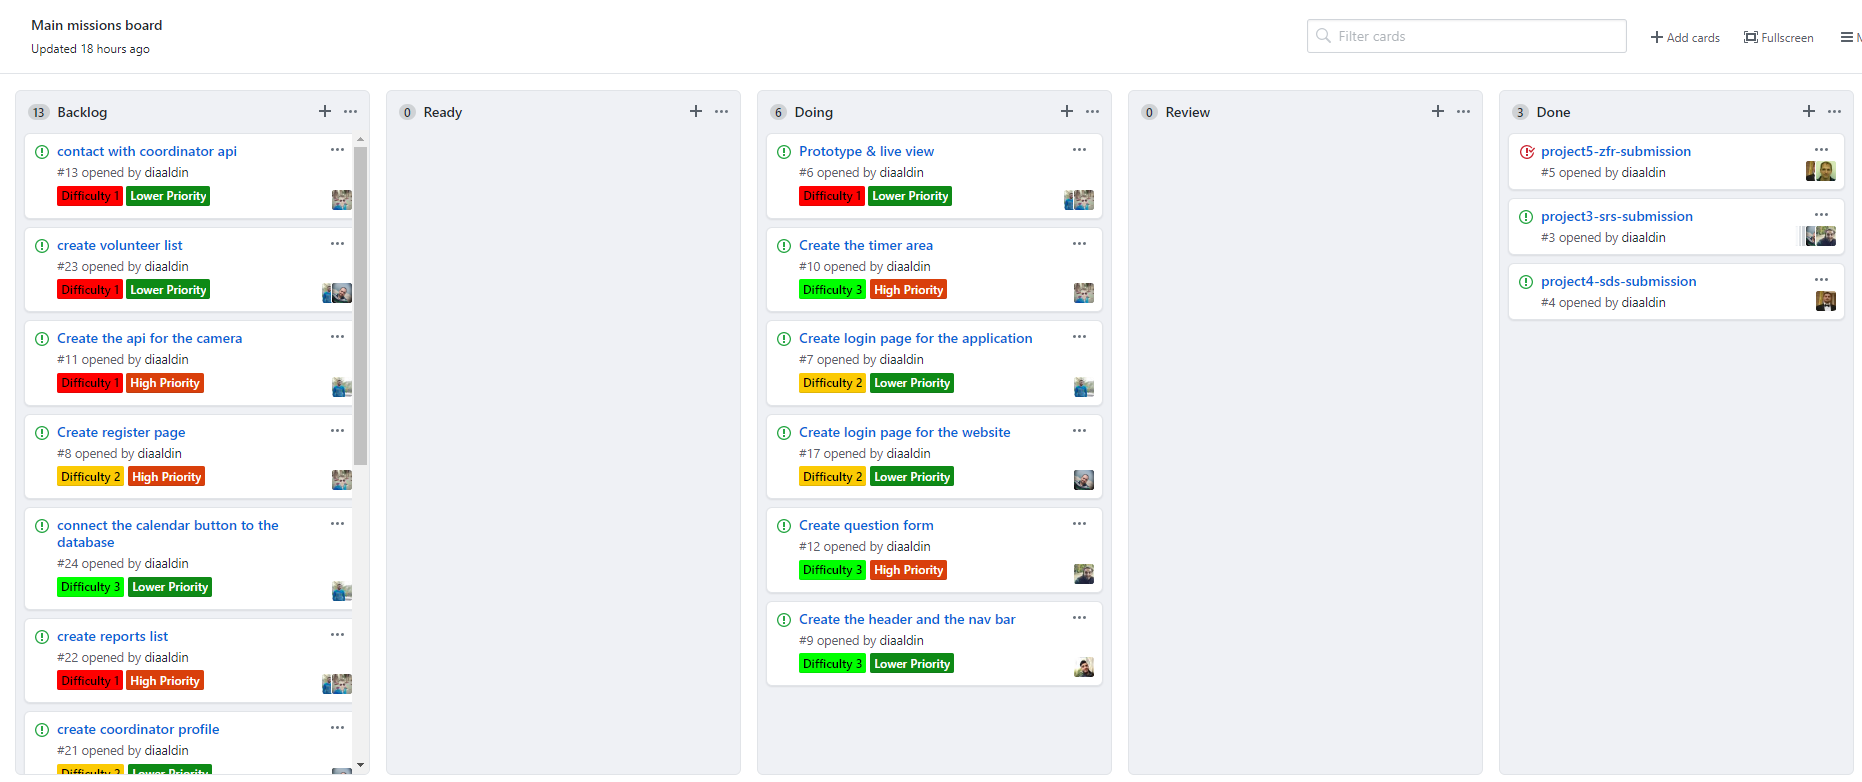 Main missions board
Updated 18 hours ago
Filter cards
Add cards
Fullscreen
13 Backlog
contact with coordinator api
#13 opened by diaaldin
Difficulty 1 Lower Priority
create volunteer list
#23 opened by diaaldin
Difficulty 1 Lower Priority
Create the api for the camera
#11 opened by diaaldin
Difficulty 1 High Priority
Create register page
#8 opened by diaaldin
Difficulty 2 High Priority
connect the calendar button to the
database
#24 opened by diaaldin
Difficulty 3 Lower Priority
create reports list
#22 opened by diaaldin
Difficulty 1 High Priority
create coordinator profile
#21 opened by diaaldin
Difficulty 2 Lower Priority
0 Ready
6 Doing
Prototype & live view
#6 opened by diaaldin
Difficulty 1 Lower Priority
Create the timer area
#10 opened by diaaldin
Difficulty 3 High Priority
Create login page for the application
#7 opened by diaaldin
Difficulty 2 Lower Priority
Create login page for the website
#17 opened by diaaldin
Difficulty 2 Lower Priority
Create question form
#12 opened by diaaldin
Difficulty 3 High Priority
Create the header and the nav bar
#9 opened by diaaldin
Difficulty 3 Lower Priority
0 Review
3 Done
project5-zfr-submission
#5 opened by diaaldin
project3-srs-submission
#3 opened by diaaldin
project4-sds-submission
#4 opened by diaaldin